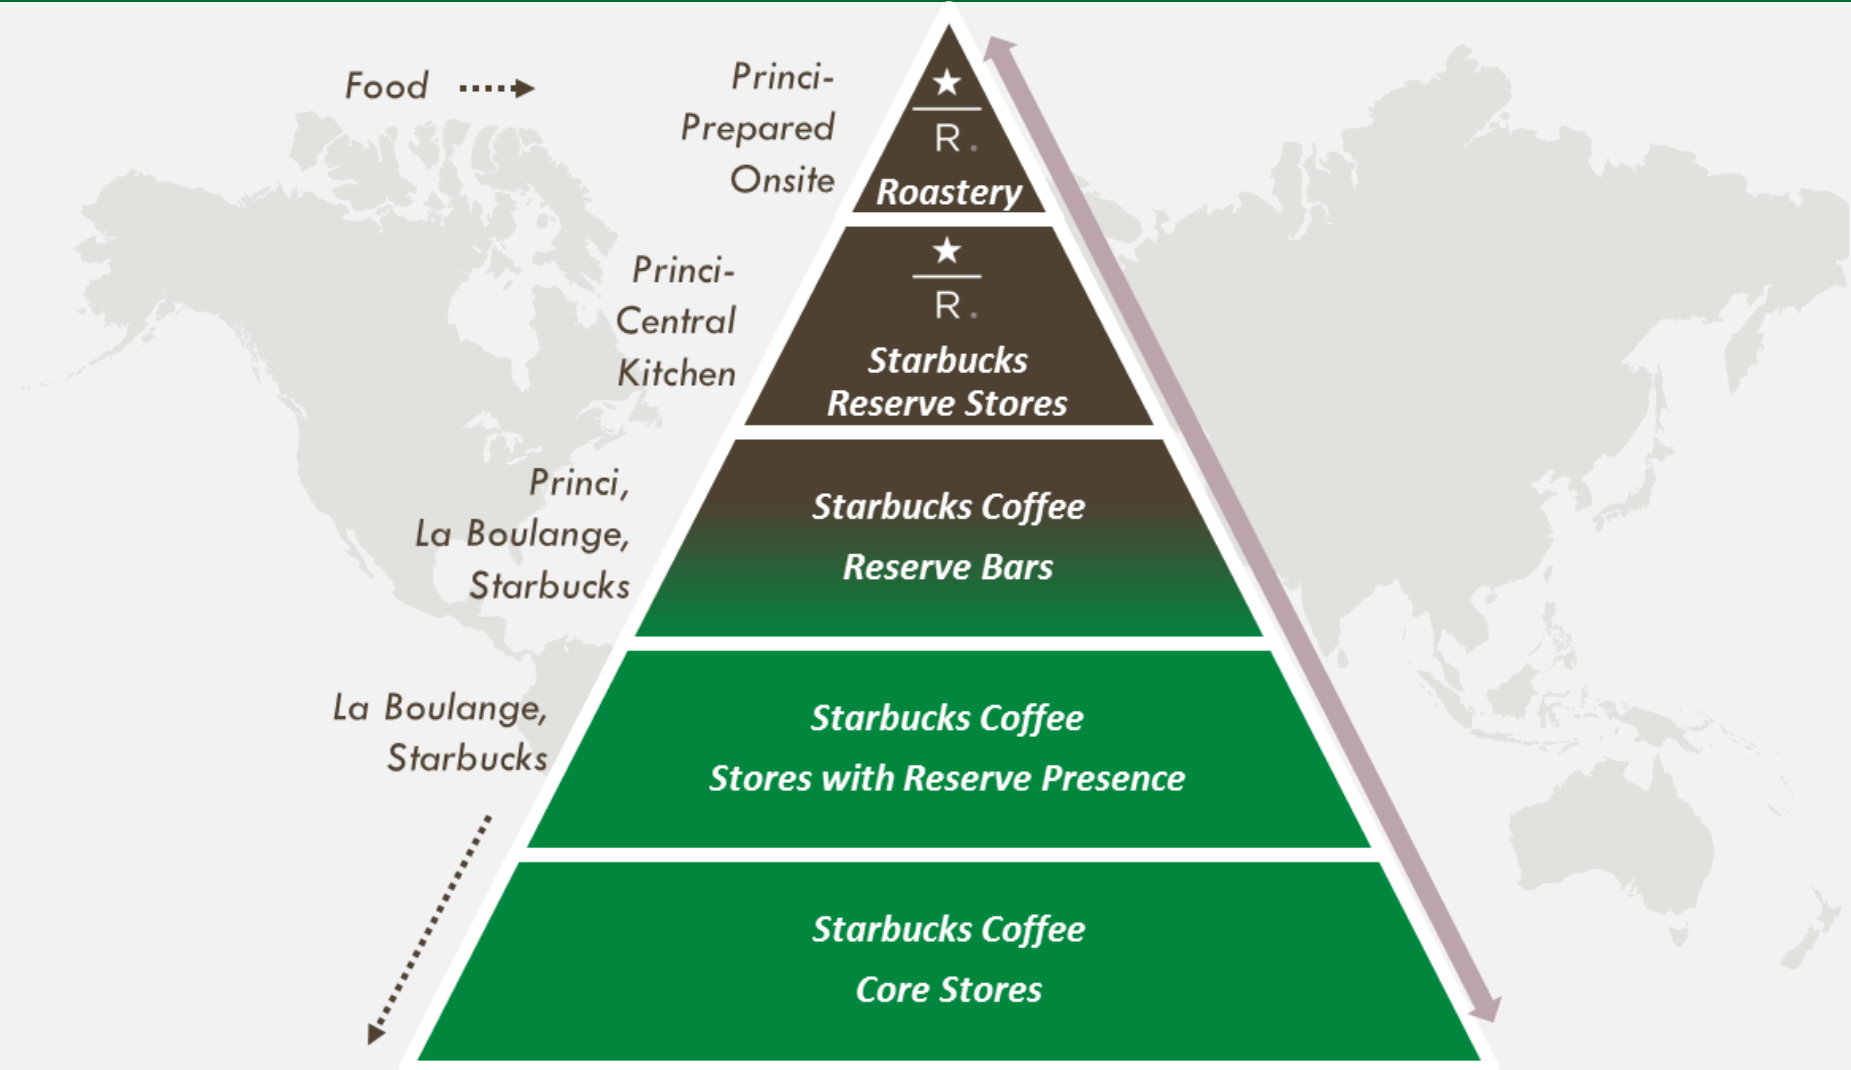 Food
Princi-
Prepared
Onsite
★
R.
Roastery
Princi-
Central
Kitchen
★
R.
Starbucks
Reserve Stores
Princi,
La Boulange,
Starbucks
Starbucks Coffee
Reserve Bars
La Boulange,
Starbucks
Starbucks Coffee
Stores with Reserve Presence
Starbucks Coffee
Core Stores